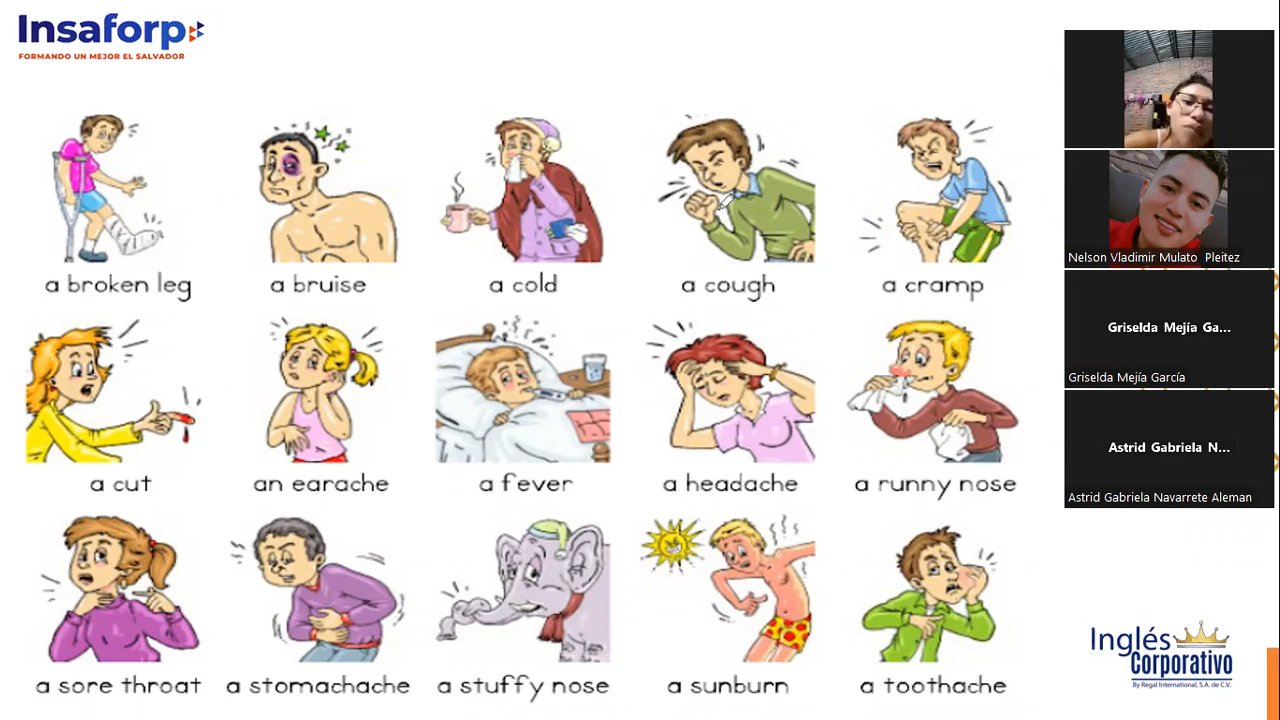 Insaforp
FORMANDO UN MEJOR EL SALVADOR
a broken leg
a bruise
a cold
a cough
a cramp
a cut
an earache
a fever
a headache
a runny nose
a sore throat
a stomachache
a stuffy nose
a sunburn
a toothache
Nelson Vladimir Mulato Pleitez
Griselda Mejía Ga...
Griselda Mejía García
Astrid Gabriela N...
Astrid Gabriela Navarrete Aleman
Inglés
Corporativo
By Regal International, S.A. de C.V.